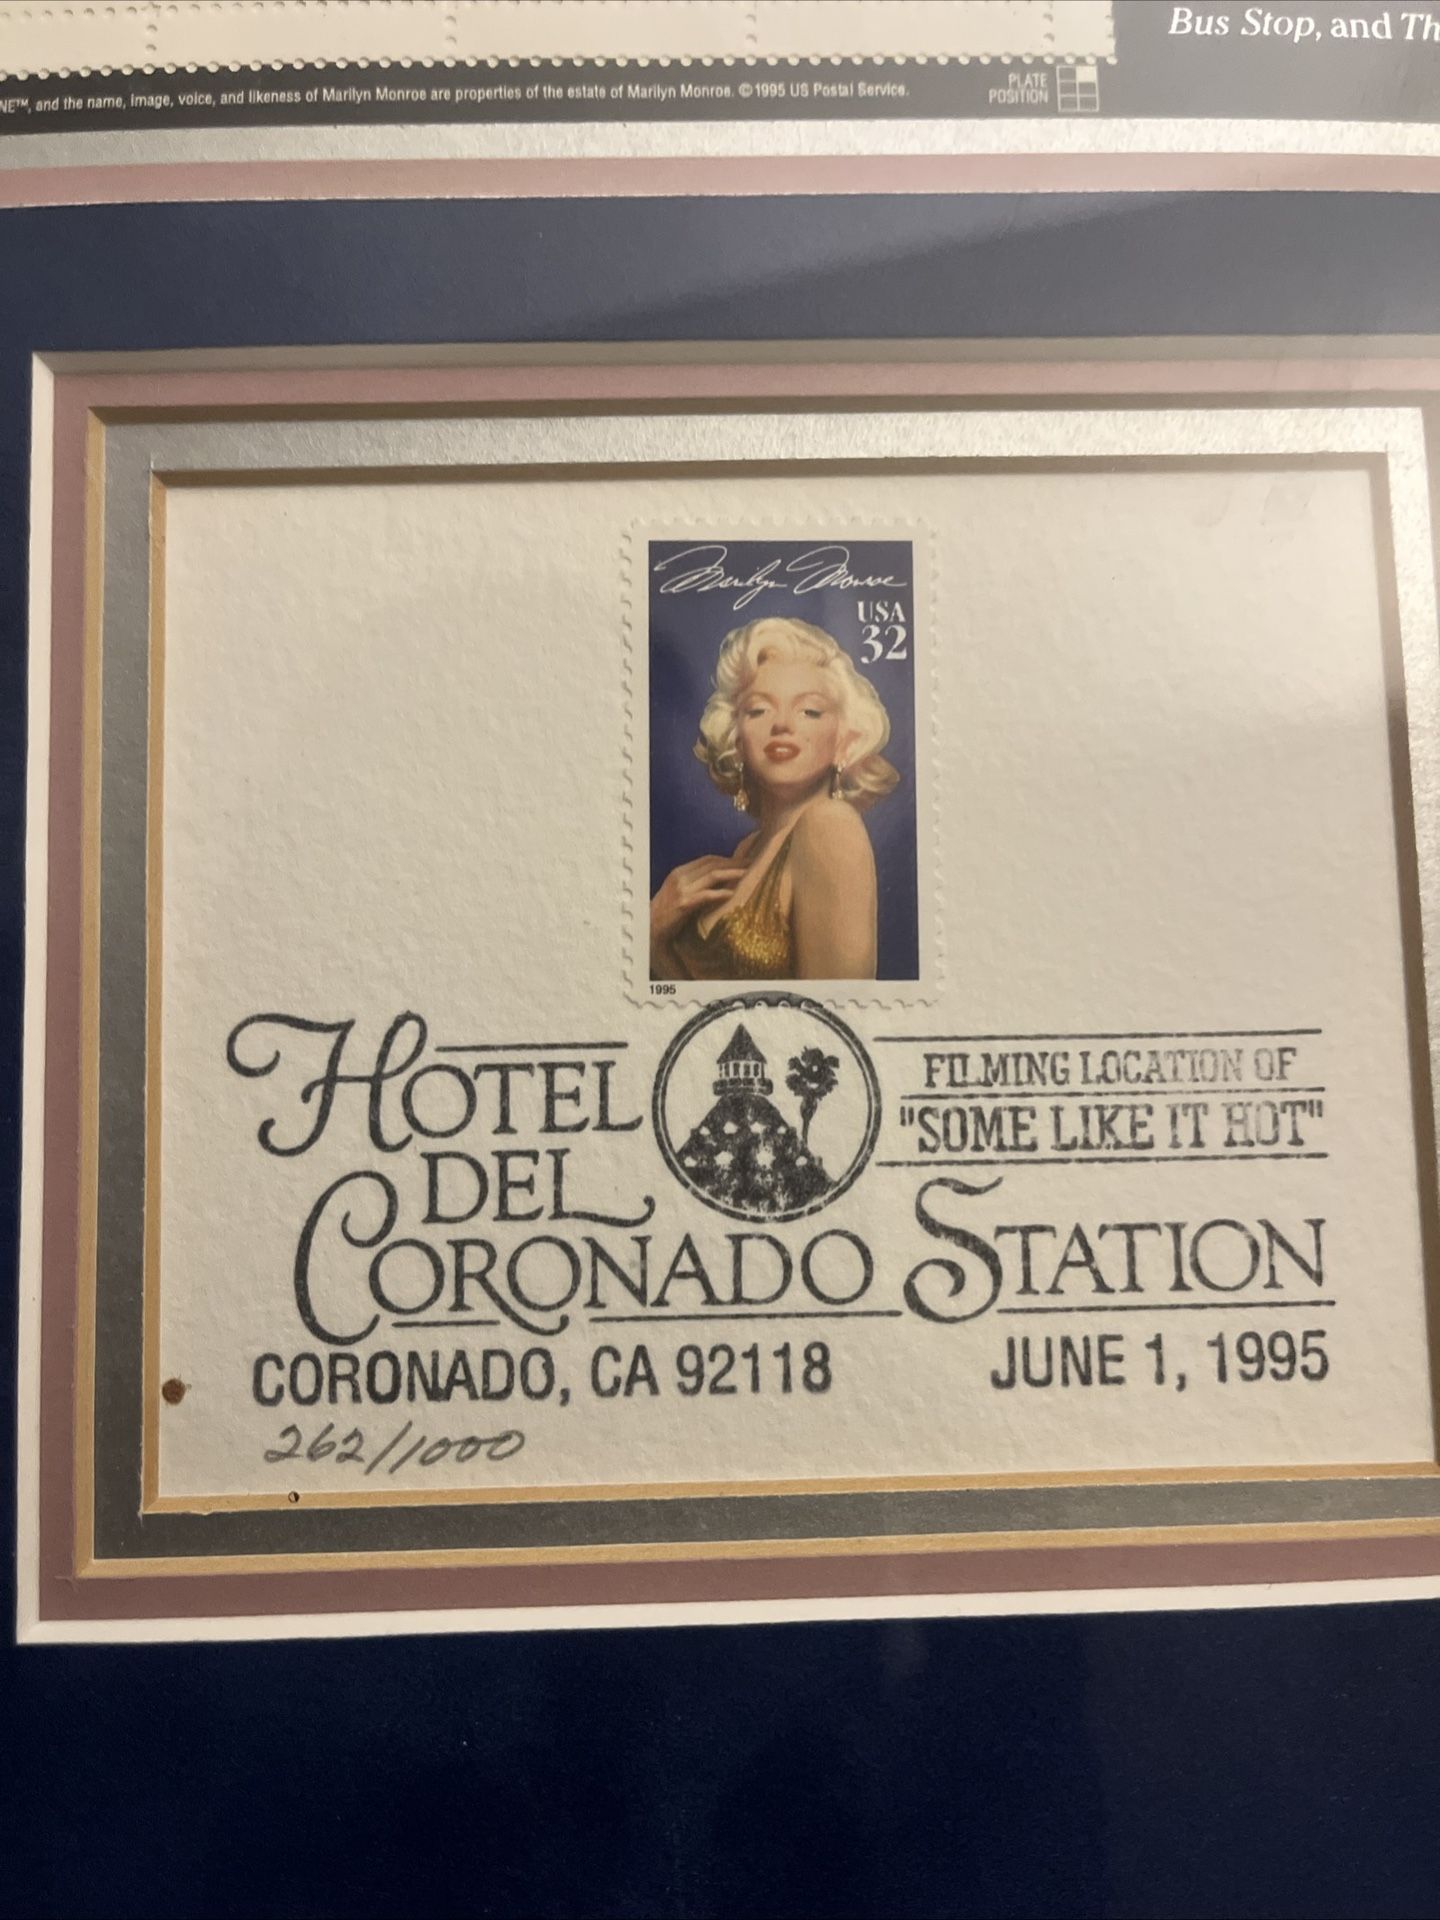 Bus Stop, and Th
NE™, and the name, image, voice, and likeness of Marilyn Monroe are properties of the estate of Marilyn Monroe. © 1995 US Postal Service.
PLATE
POSITION
Marilyn Monroe
USA
32
1995
HOTEL
DEL
CORONADO STATION
FILMING LOCATION OF
"SOME LIKE IT HOT"
CORONADO, CA 92118
JUNE 1, 1995
262/1000